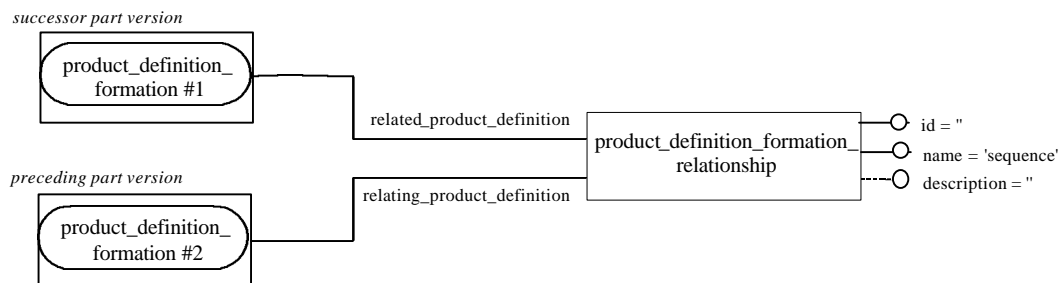 successor part version
product_definition_
formation #1
related_product_definition
product_definition_formation_
relationship
id = ''
name = 'sequence'
description = ''
preceding part version
relating_product_definition
product_definition_
formation #2